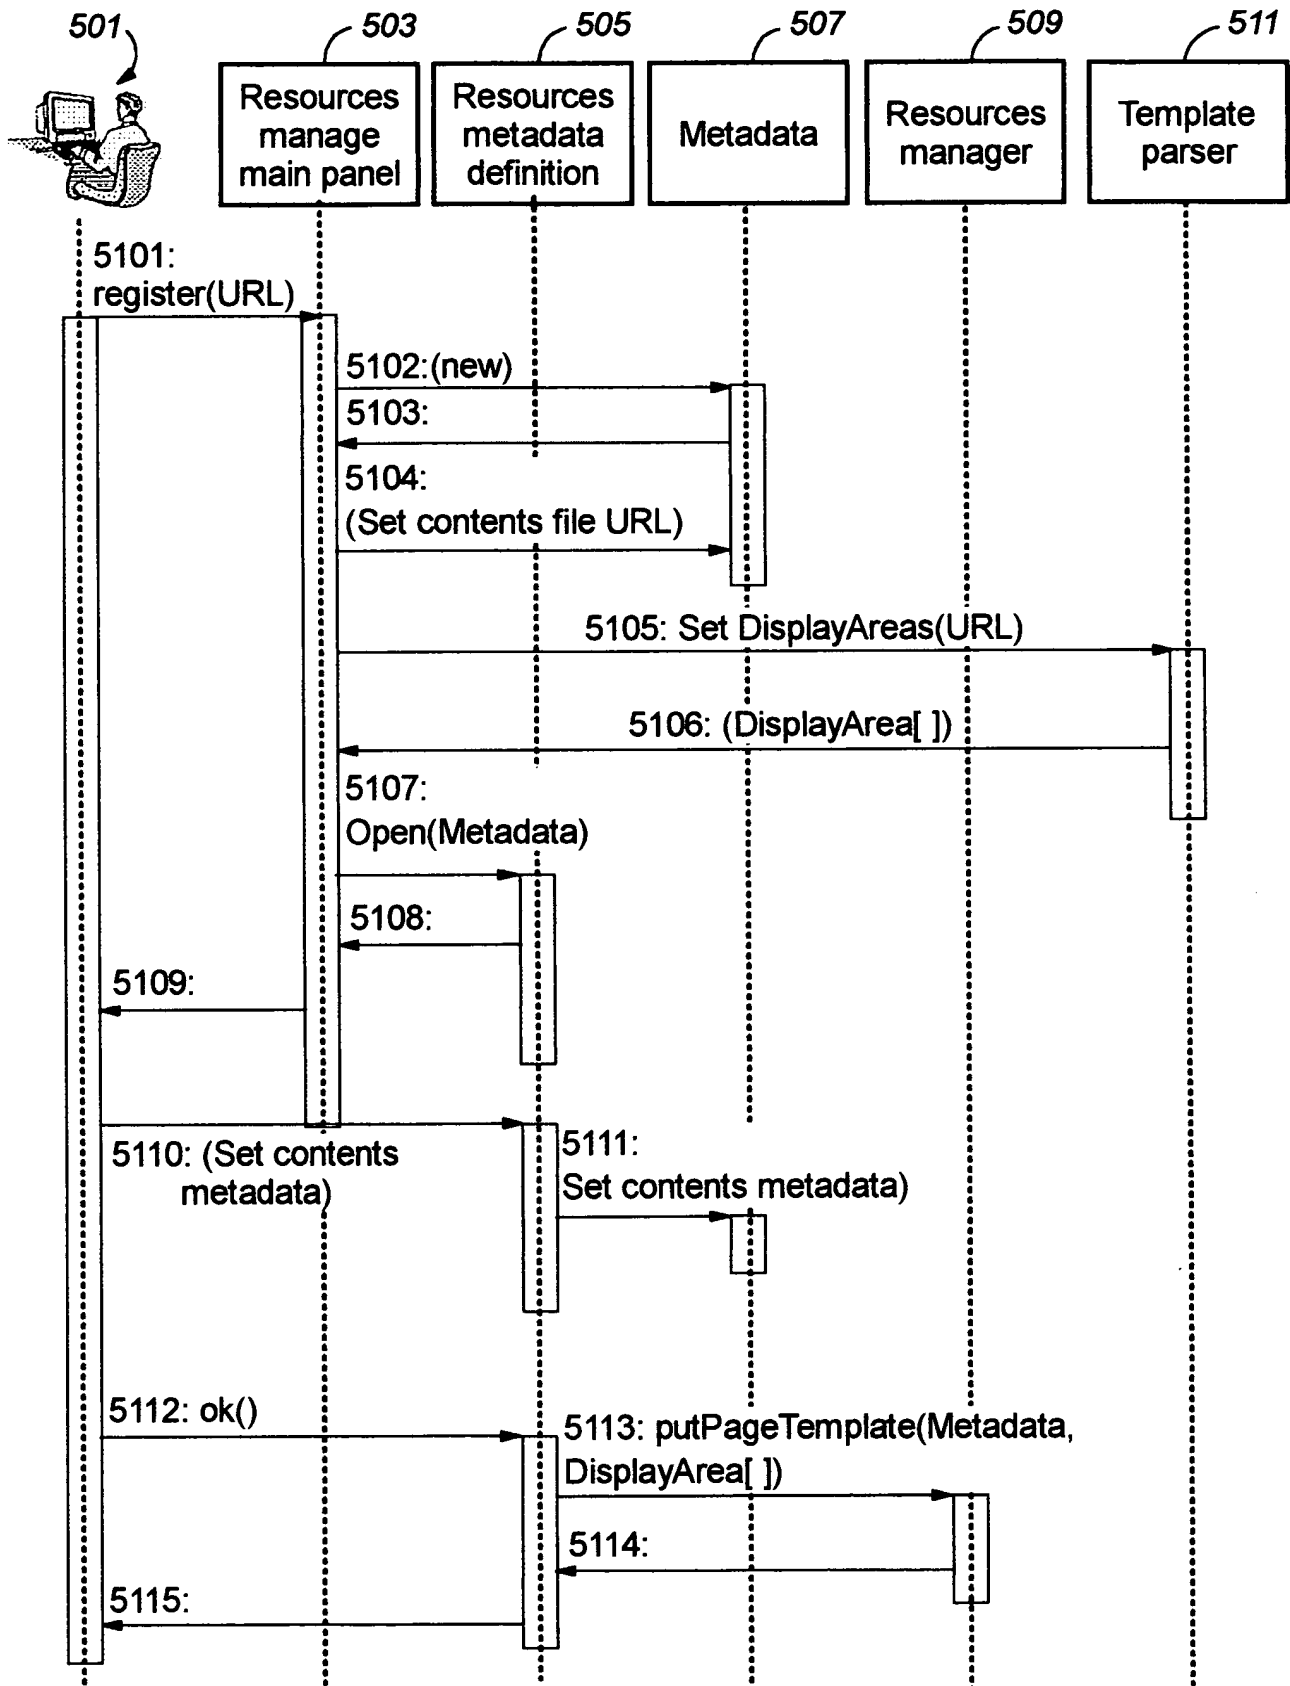 501
503
505
507
509
511
Resources
manage
main panel
Resources
metadata
definition
Metadata
Resources
manager
Template
parser
5101:
register(URL)
5102:(new)
5103:
5104:
(Set contents file URL)
5105: Set DisplayAreas(URL)
5106: (DisplayArea[ ])
5107:
Open(Metadata)
5108:
5109:
5110: (Set contents
metadata)
5111:
Set contents metadata)
5112: ok()
5113: putPageTemplate(Metadata,
DisplayArea[ ])
5114:
5115: